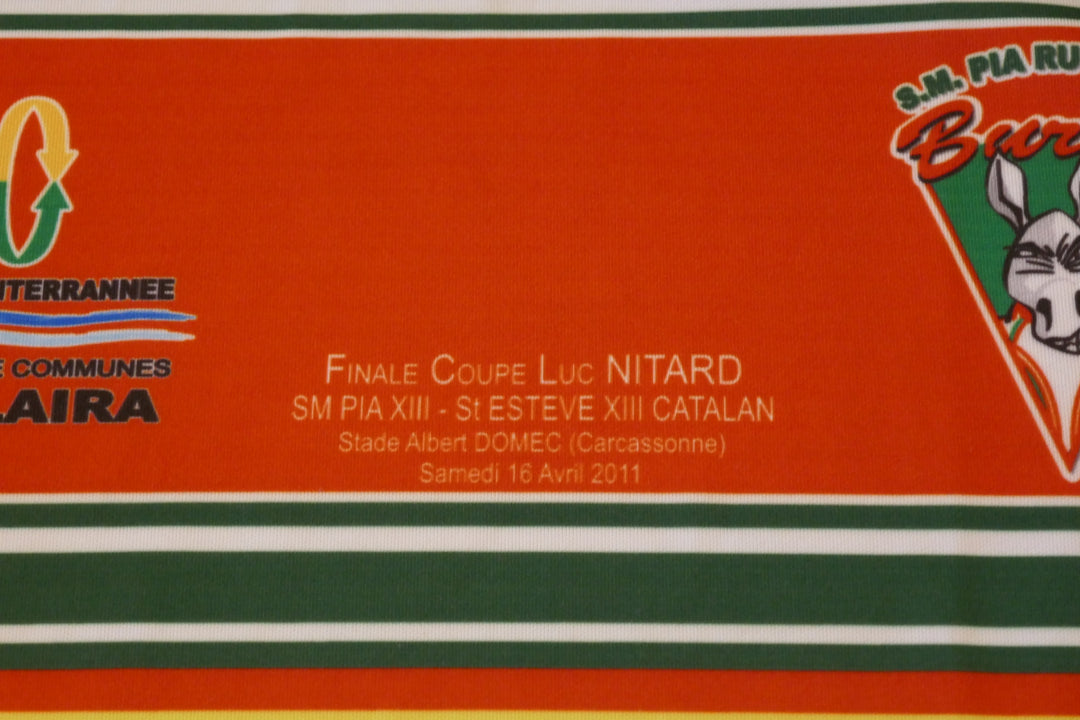 S.M. PIA RU
Bur
ITERRANNEE
E COMMUNES
LAIRA
FINALE COUPE LUC NITARD
SM PIA XIII - St ESTEVE XIII CATALAN
Stade Albert DOMEC (Carcassonne)
Samedi 16 Avril 2011